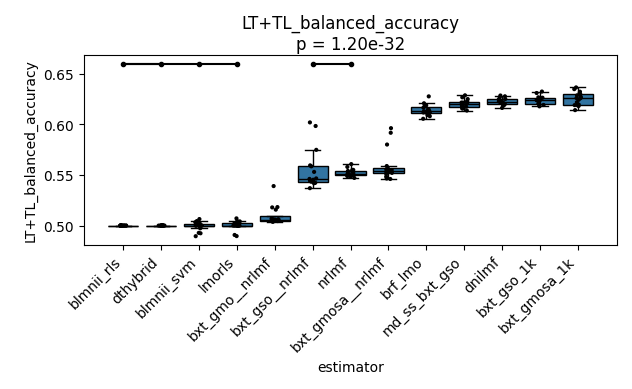 LT+TL_balanced_accuracy
p = 1.20e-32
LT+TL_balanced_accuracy
0.65
0.60
0.55
0.50
blmnii_rls
dthybrid
blmnii_svm
lmorls
bxt_gmo__nrlmf
bxt_gso__nrlmf
nrlmf
bxt_gmosa__nrlmf
brf_lmo
md_ss_bxt_gso
dnilmf
bxt_gso_1k
bxt_gmosa_1k
estimator